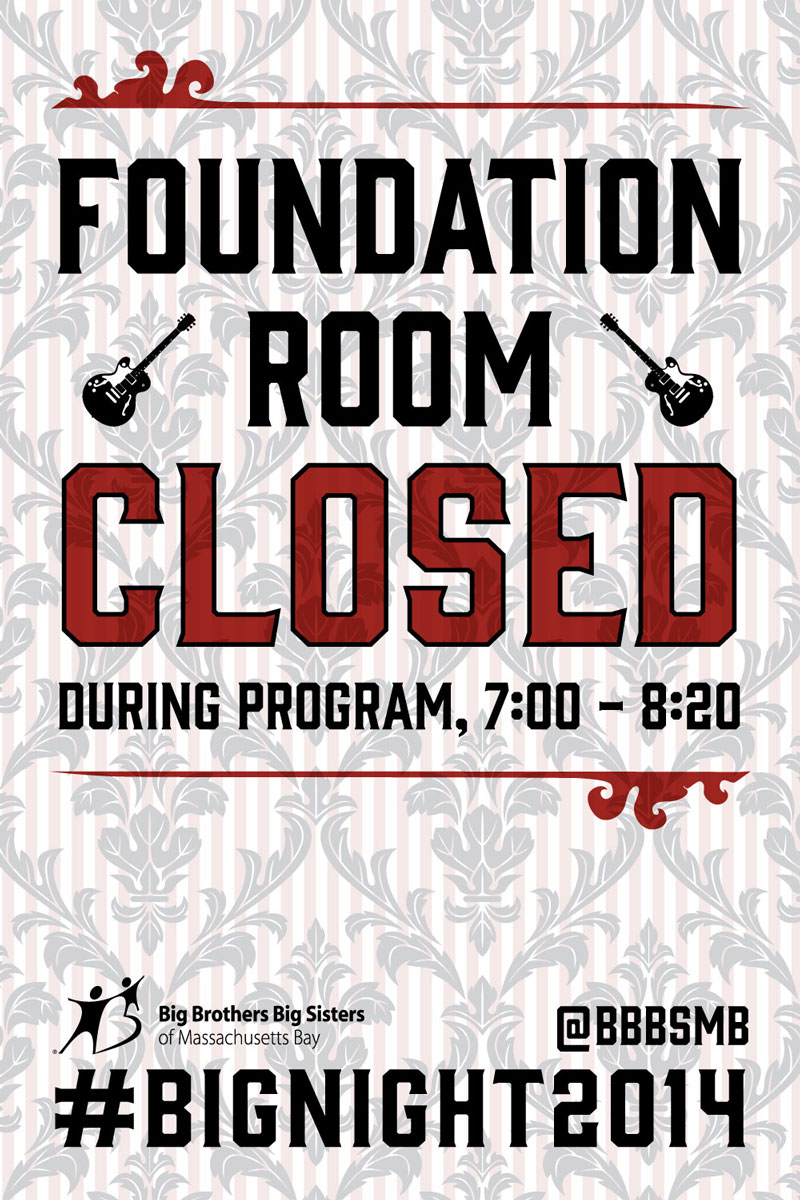 FOUNDATION
ROOM
CLOSED
DURING PROGRAM, 7:00 – 8:20
Big Brothers Big Sisters
of Massachusetts Bay
®
@BBBSMB
#BIGNIGHT2014